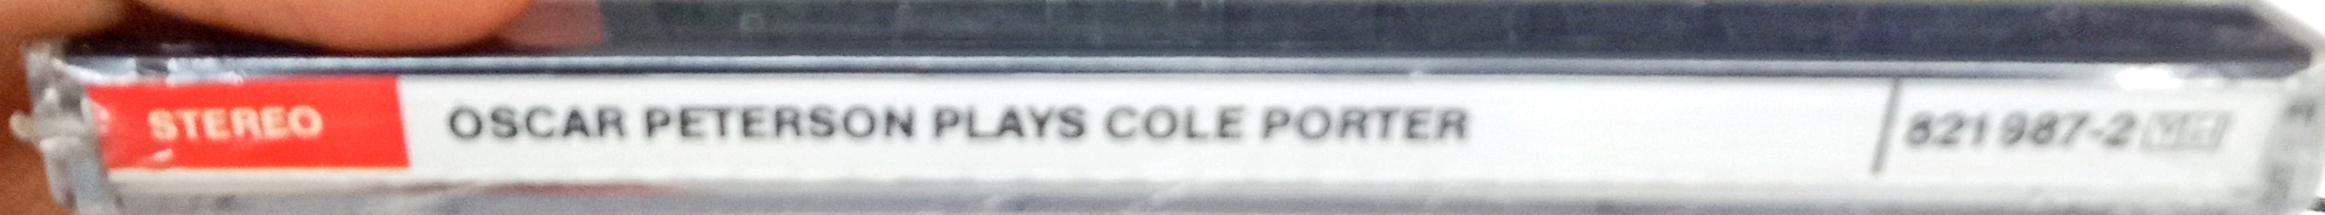 STEREO OSCAR PETERSON PLAYS COLE PORTER 821 987-2